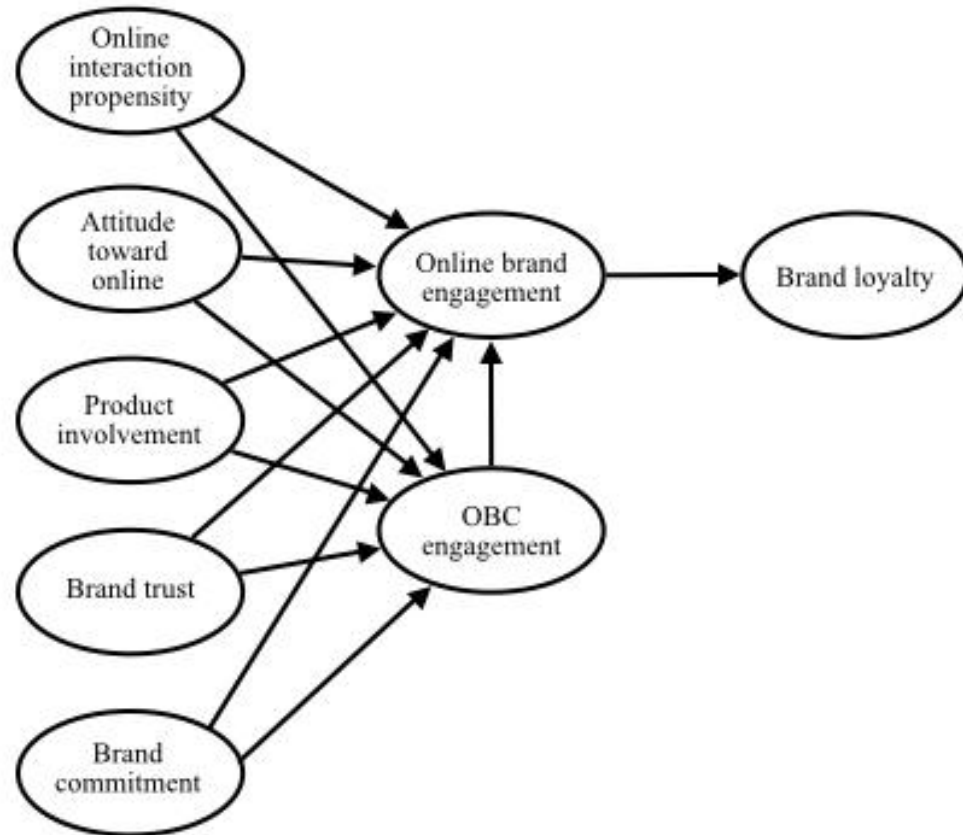 Online
interaction
propensity
Attitude
toward
online
Online brand
engagement
Brand loyalty
Product
involvement
OBC
engagement
Brand trust
Brand
commitment